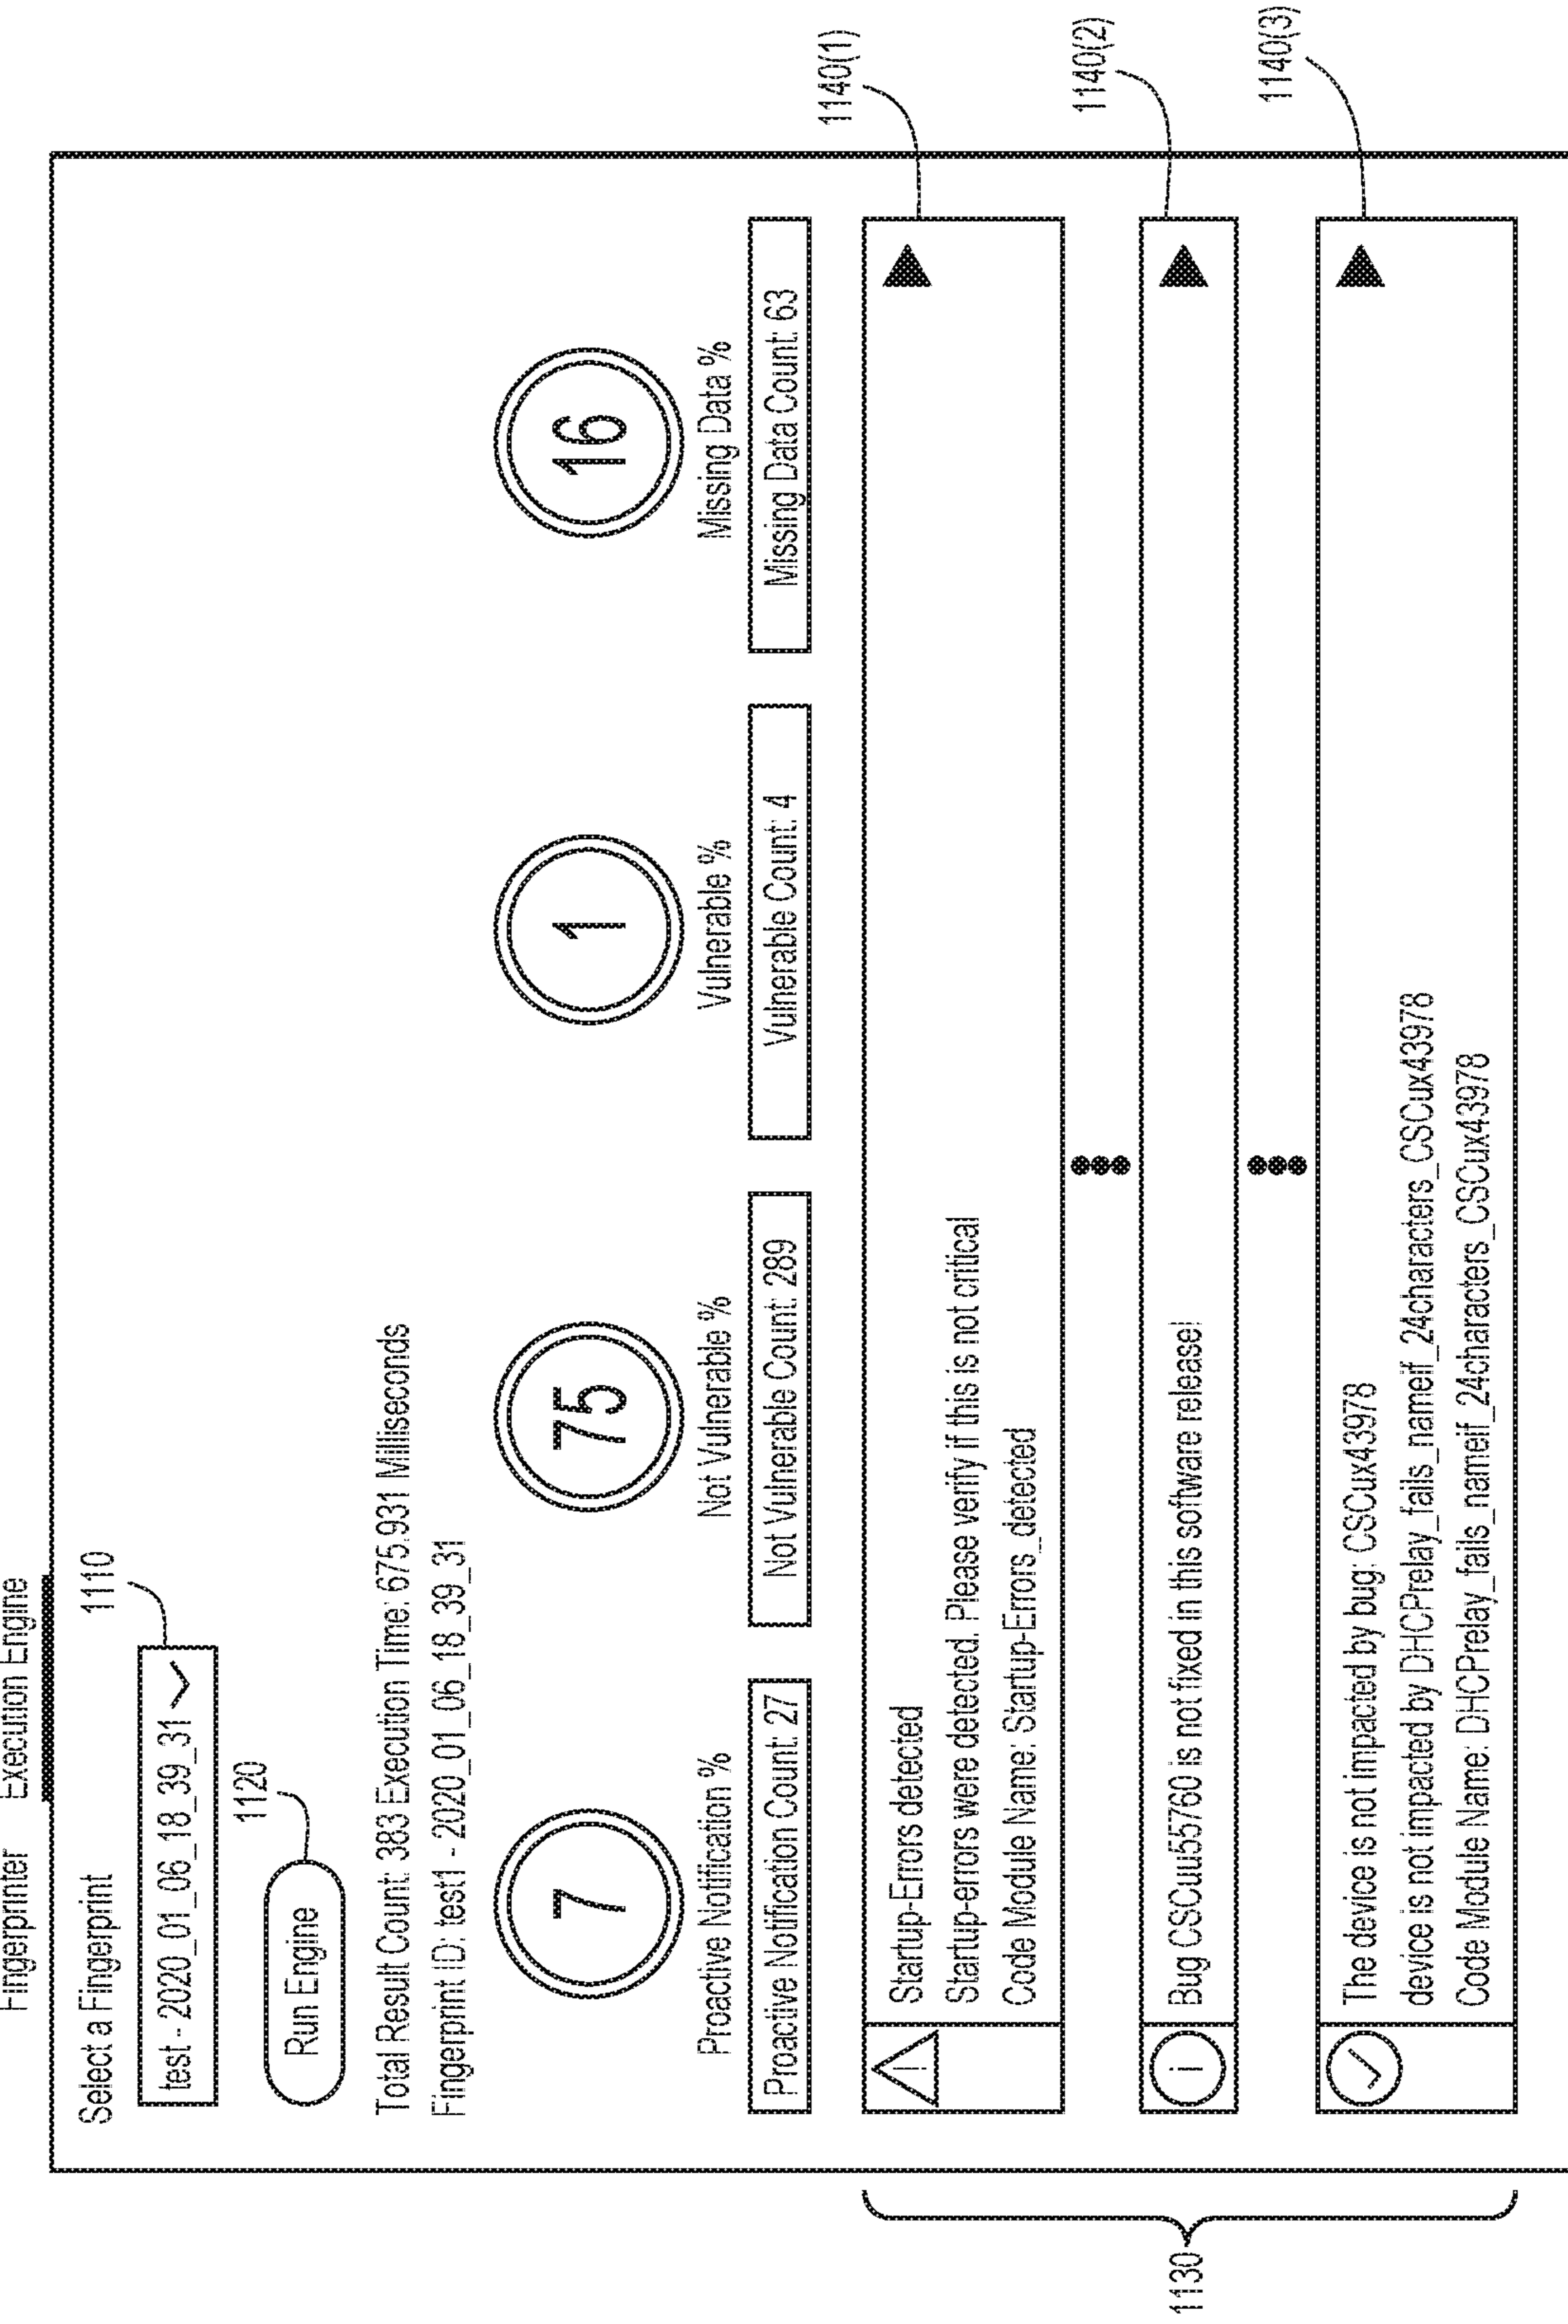 Fingerprinter Execution Engine
Select a Fingerprint
1110
test - 2020_01_06_18_39_31
1120
Run Engine
Total Result Count: 383 Execution Time: 675.931 Milliseconds
Fingerprint ID: test1 - 2020_01_06_18_39_31
7
75
1
16
Proactive Notification %
Not Vulnerable %
Vulnerable %
Missing Data %
Proactive Notification Count: 27
Not Vulnerable Count: 289
Vulnerable Count: 4
Missing Data Count: 63
1140(1)
!
Startup-Errors detected
Startup-errors were detected. Please verify if this is not critical
Code Module Name: Startup-Errors_detected
1140(2)
i
Bug CSCuu55760 is not fixed in this software release!
1130
1140(3)
The device is not impacted by bug: CSCux43978
device is not impacted by DHCPrelay_fails_nameif_24characters_CSCux43978
Code Module Name: DHCPrelay_fails_nameif_24characters_CSCux43978